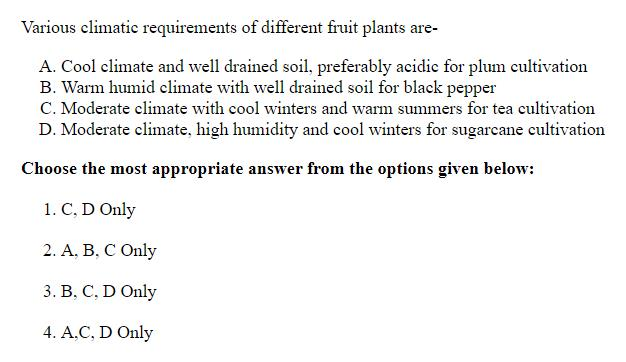 Various climatic requirements of different fruit plants are-
A. Cool climate and well drained soil, preferably acidic for plum cultivation
B. Warm humid climate with well drained soil for black pepper
C. Moderate climate with cool winters and warm summers for tea cultivation
D. Moderate climate, high humidity and cool winters for sugarcane cultivation
Choose the most appropriate answer from the options given below:
1. C, D Only
2. A, B, C Only
3. B, C, D Only
4. A,C, D Only